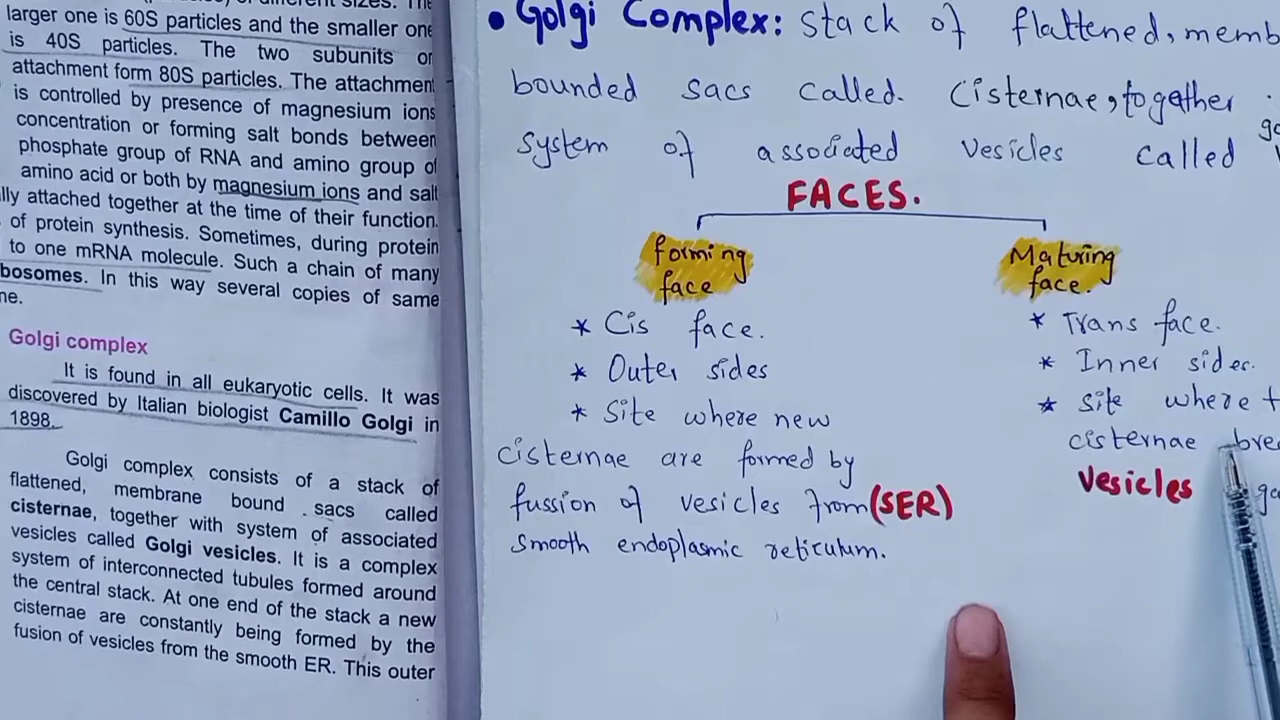 larger one is 60S particles and the smaller one
is 40S particles. The two subunits on
attachment form 80S particles. The attachment
is controlled by presence of magnesium ions
concentration or forming salt bonds between
phosphate group of RNA and amino group of
amino acid or both by magnesium ions and salt
lly attached together at the time of their function.
of protein synthesis. Sometimes, during protein
to one mRNA molecule. Such a chain of many
bosomes. In this way several copies of same
ne.
Golgi complex
It is found in all eukaryotic cells. It was
discovered by Italian biologist Camillo Golgi in
1898.
Golgi complex consists of a stack of
flattened, membrane bound sacs called
cisternae, together with system of associated
vesicles called Golgi vesicles. It is a complex
system of interconnected tubules formed around
the central stack. At one end of the stack a new
cisternae are constantly being formed by the
fusion of vesicles from the smooth ER. This outer
• Golgi Complex: stack of flattened, memb
bounded sacs called. Cisternae, together
system of associated vesicles called
FACES.
forming
face
* Cis face.
* Outer sides
* Site where new
cisternae are formed by
fussion of vesicles from (SER)
smooth endoplasmic reticulum.
Maturing
face.
* Trans face.
* Inner sides.
* Site where t
cisternae bre
vesicles